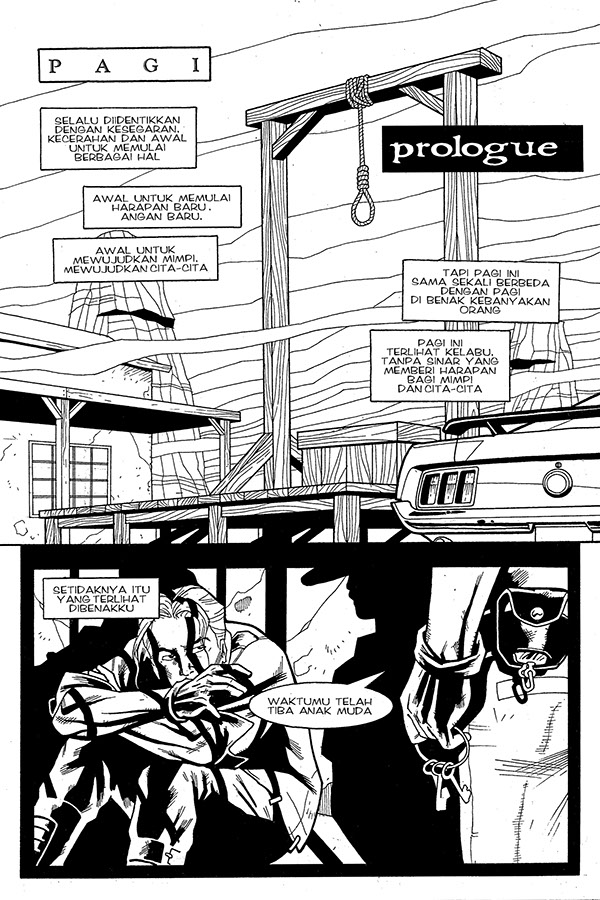 PAGI
SELALU DIIDENTIKKAN
DENGAN KESEGARAN,
KECERAHAN DAN AWAL
UNTUK MEMULAI
BERBAGAI HAL
prologue
AWAL UNTUK MEMULAI
HARAPAN BARU,
ANGAN BARU.
AWAL UNTUK
MEWUJUDKAN MIMPI,
MEWUJUDKAN CITA-CITA
TAPI PAGI INI
SAMA SEKALI BERBEDA
DENGAN PAGI
DI BENAK KEBANYAKAN
ORANG
PAGI INI
TERLIHAT KELABU,
TANPA SINAR YANG
MEMBERI HARAPAN
BAGI MIMPI
DAN CITA-CITA
SETIDAKNYA ITU
YANG TERLIHAT
DIBENAKKU
WAKTUMU TELAH
TIBA ANAK MUDA